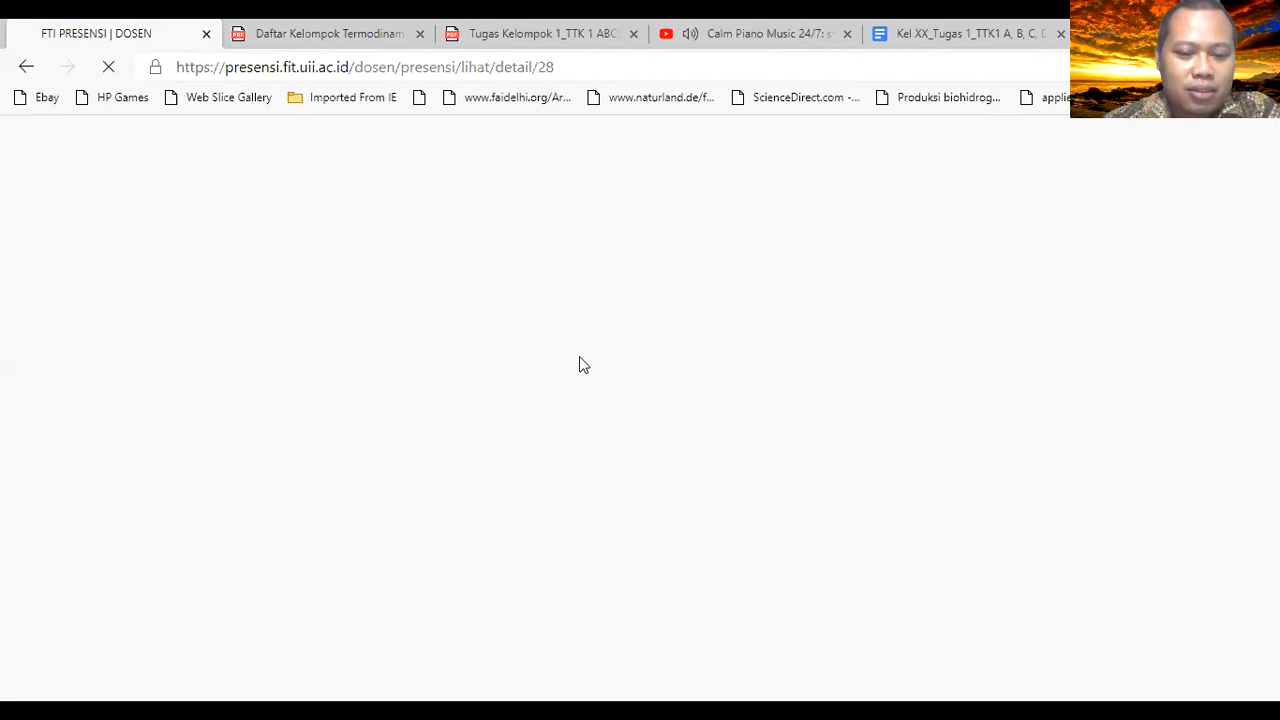 FTI PRESENSI | DOSEN
Daftar Kelompok Termodinam
Tugas Kelompok 1_TTK 1 ABC
Calm Piano Music 24/7: s
Kel XX_Tugas 1_TTK1 A, B, C, D
https://presensi.fit.uii.ac.id/dosen/presensi/lihat/detail/28
Ebay
HP Games
Web Slice Gallery
Imported From IE
www.faidelhi.org/Ar...
www.naturland.de/f...
ScienceDirect.com -...
Produksi biohidrog...
applie